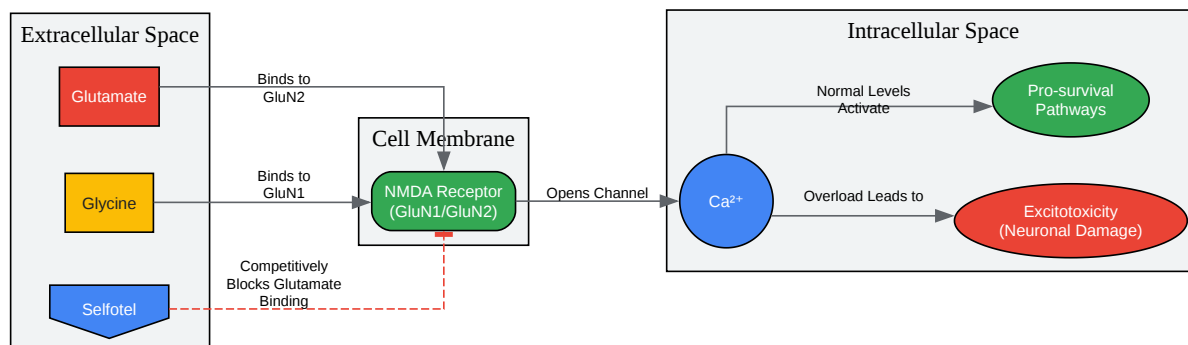 Extracellular Space
Glutamate
Glycine
Selfotel
Binds to
GluN2
Binds to
GluN1
Competitively
Blocks Glutamate
Binding
Cell Membrane
NMDA Receptor
(GluN1/GluN2)
Opens Channel
Intracellular Space
Ca²⁺
Normal Levels
Activate
Pro-survival
Pathways
Overload Leads to
Excitotoxicity
(Neuronal Damage)